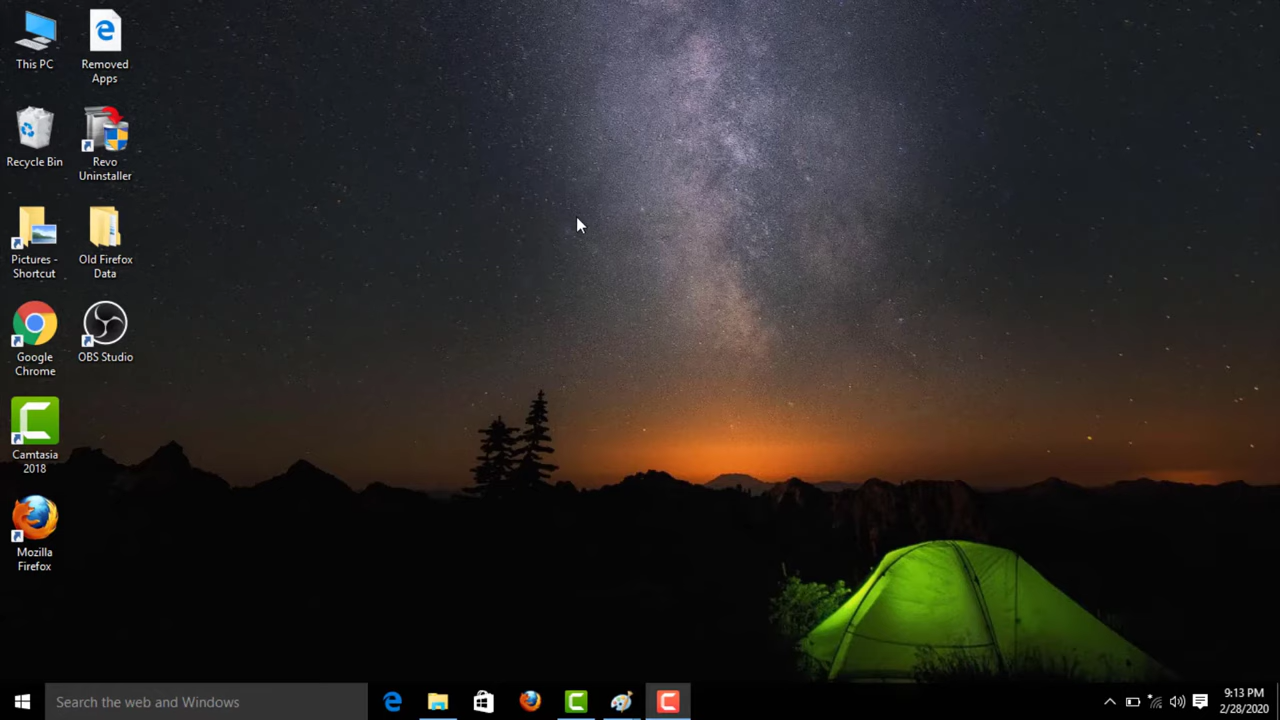 This PC
Removed
Apps
Recycle Bin
Revo
Uninstaller
Pictures -
Shortcut
Old Firefox
Data
Google
Chrome
OBS Studio
Camtasia
2018
Mozilla
Firefox
Search the web and Windows
9:13 PM
2/28/2020